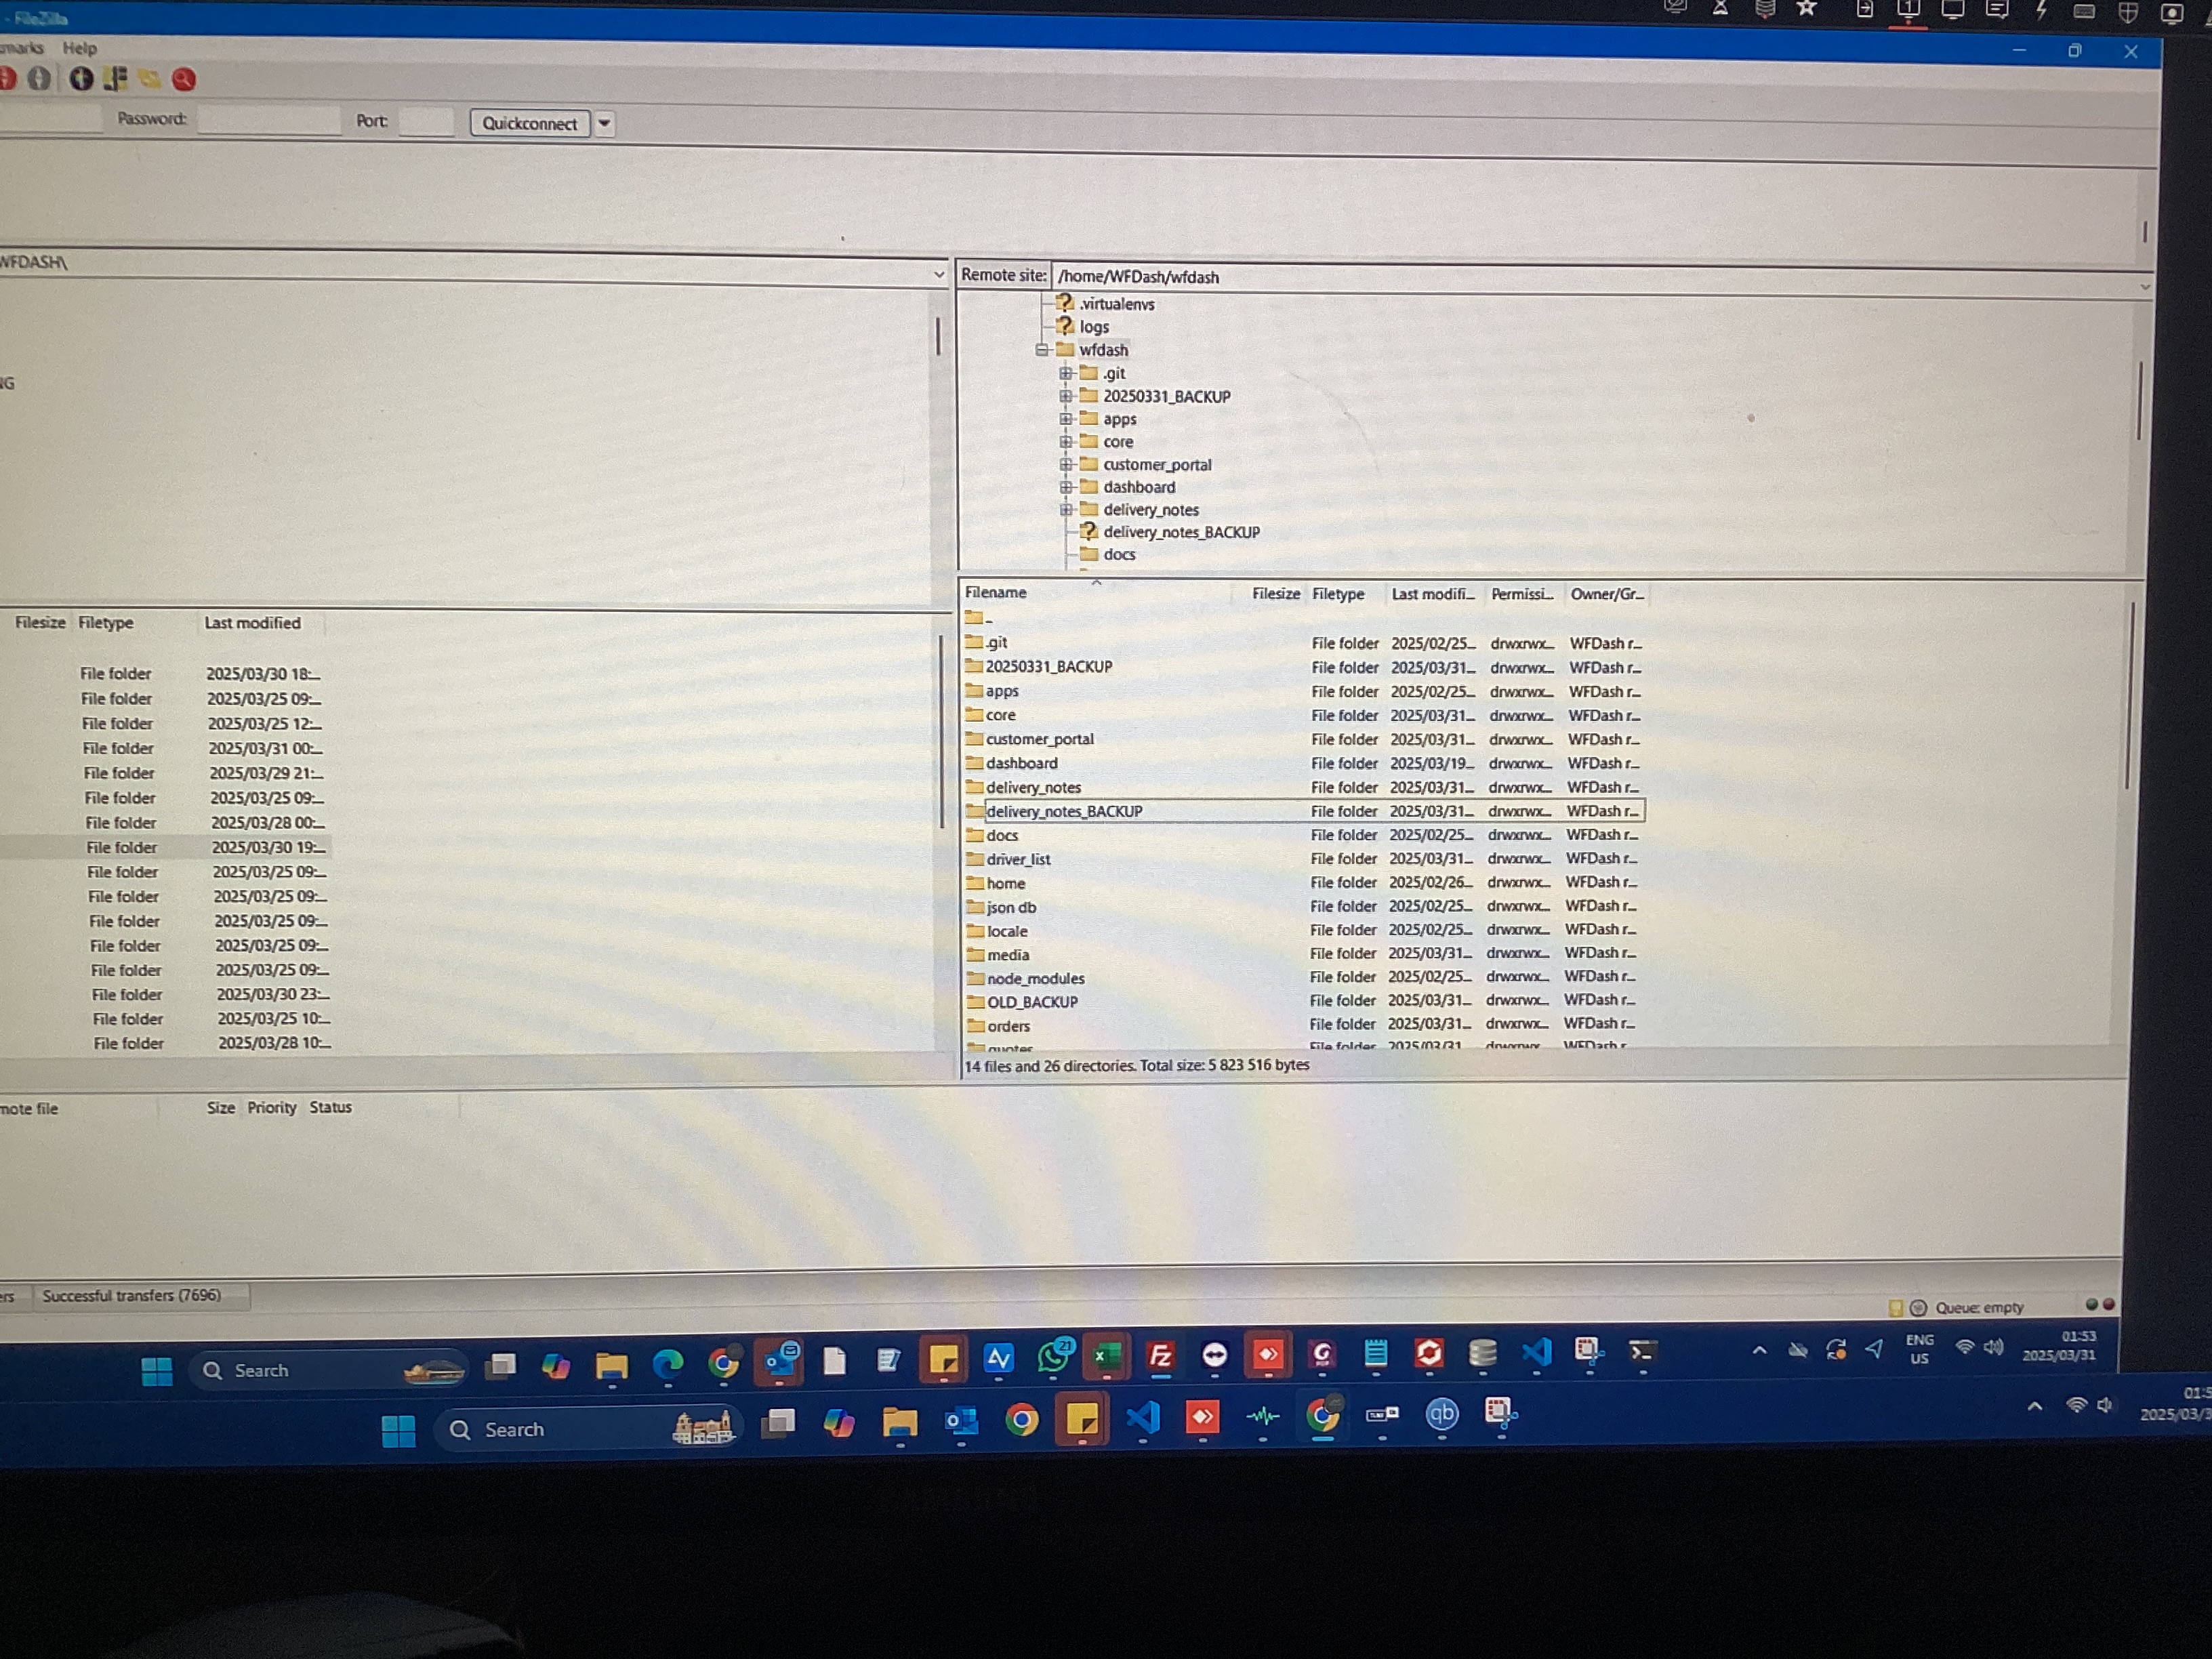 - FileZilla
marks Help
Password: Port: Quickconnect
WFDASH\
Remote site: /home/WFDash/wfdash
.virtualenvs
logs
wfdash
.git
20250331_BACKUP
apps
core
customer_portal
dashboard
delivery_notes
delivery_notes_BACKUP
docs
NG
Filesize Filetype Last modified
File folder 2025/03/30 18:...
File folder 2025/03/25 09:...
File folder 2025/03/25 12:...
File folder 2025/03/31 00:...
File folder 2025/03/29 21:...
File folder 2025/03/25 09:...
File folder 2025/03/28 00:...
File folder 2025/03/30 19:...
File folder 2025/03/25 09:...
File folder 2025/03/25 09:...
File folder 2025/03/25 09:...
File folder 2025/03/25 09:...
File folder 2025/03/25 09:...
File folder 2025/03/30 23:...
File folder 2025/03/25 10:...
File folder 2025/03/28 10:...
Filename Filesize Filetype Last modifi... Permissi... Owner/Gr...
..
.git File folder 2025/02/25... drwxrwx... WFDash r...
20250331_BACKUP File folder 2025/03/31... drwxrwx... WFDash r...
apps File folder 2025/02/25... drwxrwx... WFDash r...
core File folder 2025/03/31... drwxrwx... WFDash r...
customer_portal File folder 2025/03/31... drwxrwx... WFDash r...
dashboard File folder 2025/03/19... drwxrwx... WFDash r...
delivery_notes File folder 2025/03/31... drwxrwx... WFDash r...
delivery_notes_BACKUP File folder 2025/03/31... drwxrwx... WFDash r...
docs File folder 2025/02/25... drwxrwx... WFDash r...
driver_list File folder 2025/03/31... drwxrwx... WFDash r...
home File folder 2025/02/26... drwxrwx... WFDash r...
json db File folder 2025/02/25... drwxrwx... WFDash r...
locale File folder 2025/02/25... drwxrwx... WFDash r...
media File folder 2025/03/31... drwxrwx... WFDash r...
node_modules File folder 2025/02/25... drwxrwx... WFDash r...
OLD_BACKUP File folder 2025/03/31... drwxrwx... WFDash r...
orders File folder 2025/03/31... drwxrwx... WFDash r...
quotes File folder 2025/03/31 drwxrwx WFDash r
14 files and 26 directories. Total size: 5 823 516 bytes
mote file Size Priority Status
ers Successful transfers (7696)
Queue: empty
Search 21 ENG US 01:53 2025/03/31
Search qb 01:5 2025/03/3